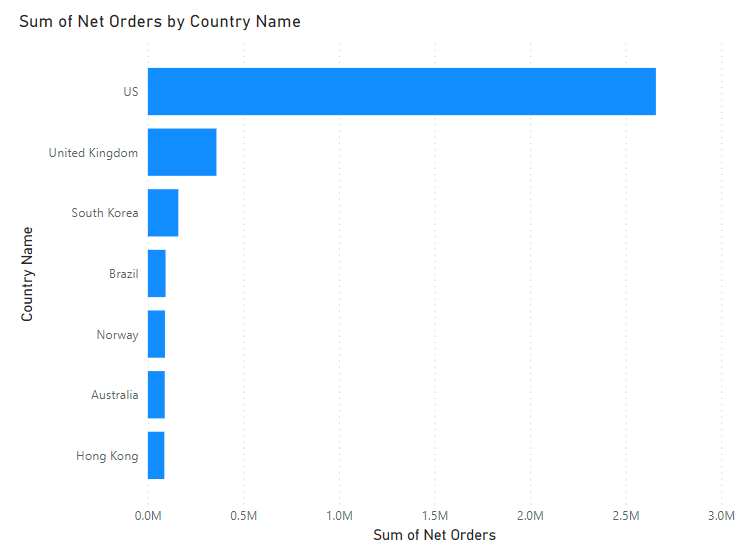 Sum of Net Orders by Country Name
US
United Kingdom
South Korea
Brazil
Norway
Australia
Hong Kong
Country Name
0.0M 0.5M 1.0M 1.5M 2.0M 2.5M 3.0M
Sum of Net Orders